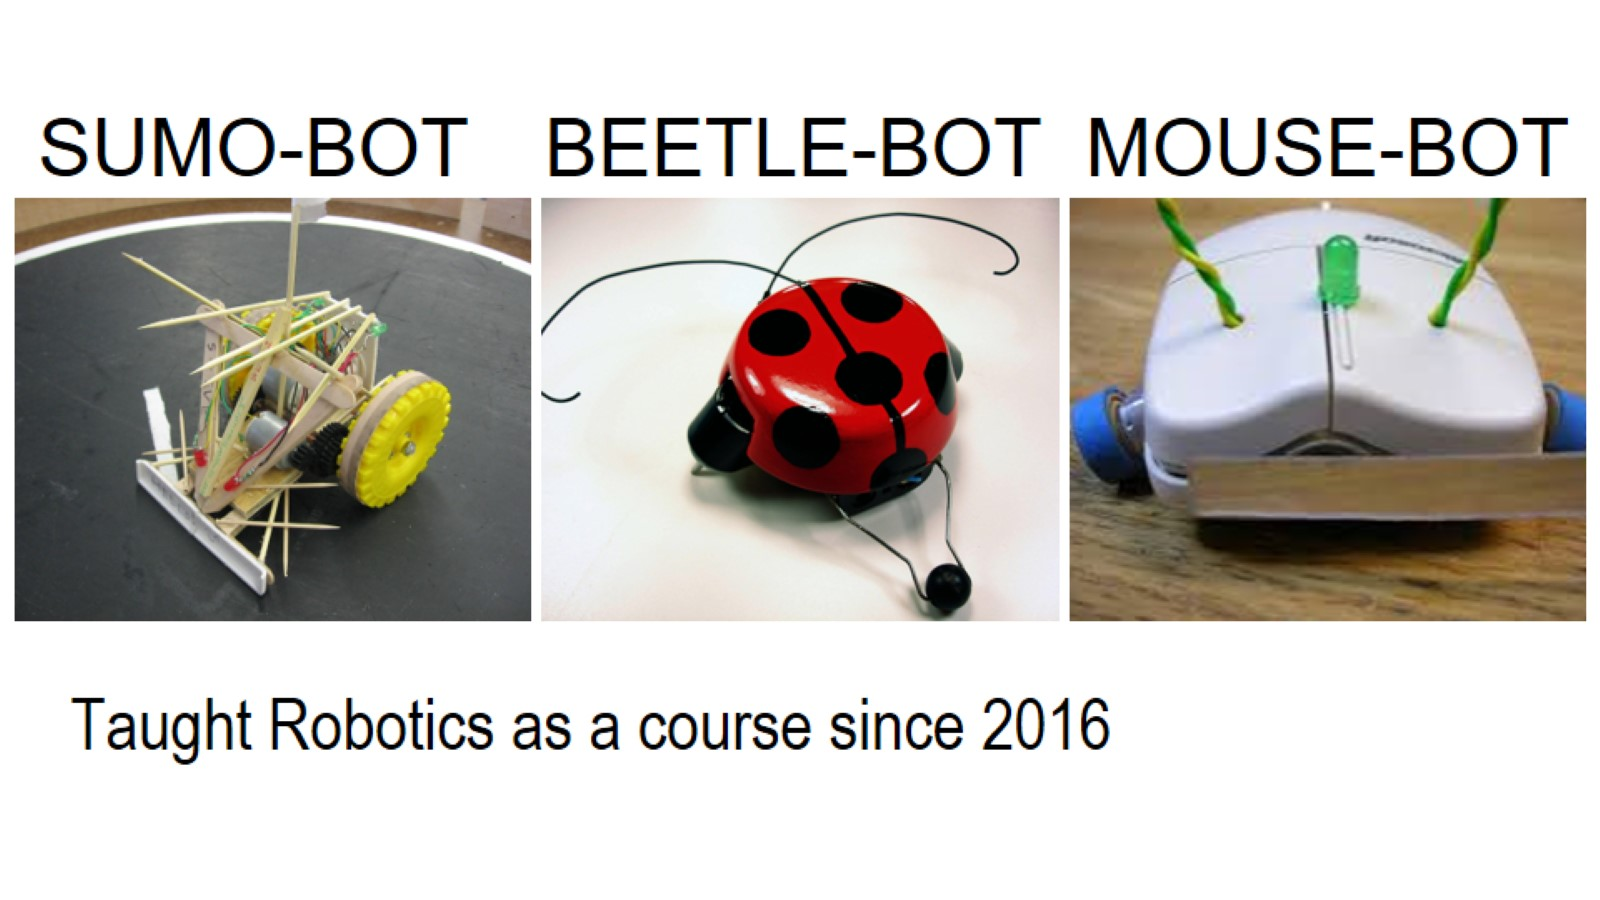 SUMO-BOT BEETLE-BOT MOUSE-BOT
Taught Robotics as a course since 2016